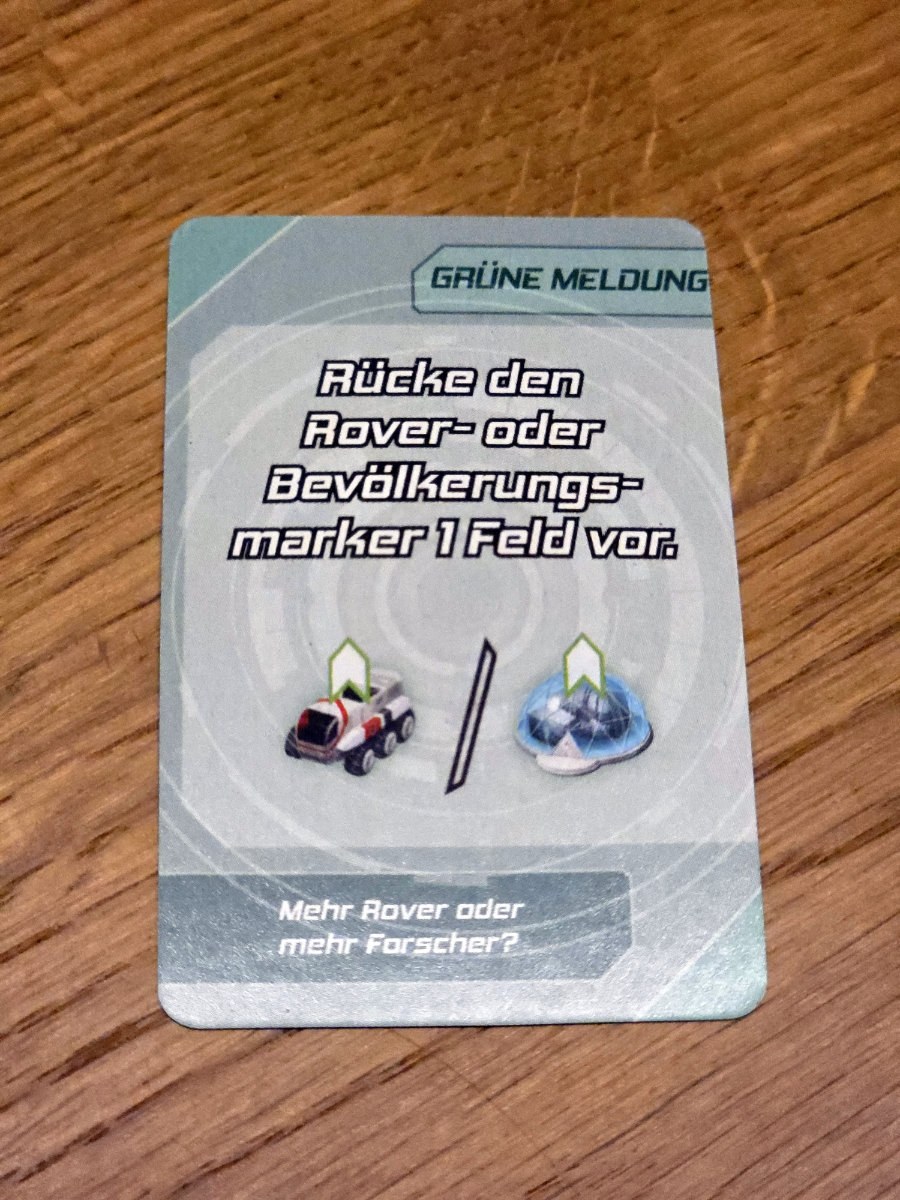 GRÜNE MELDUNG
Rücke den
Rover- oder
Bevölkerungs-
marker 1 Feld vor.
Mehr Rover oder
mehr Forscher?